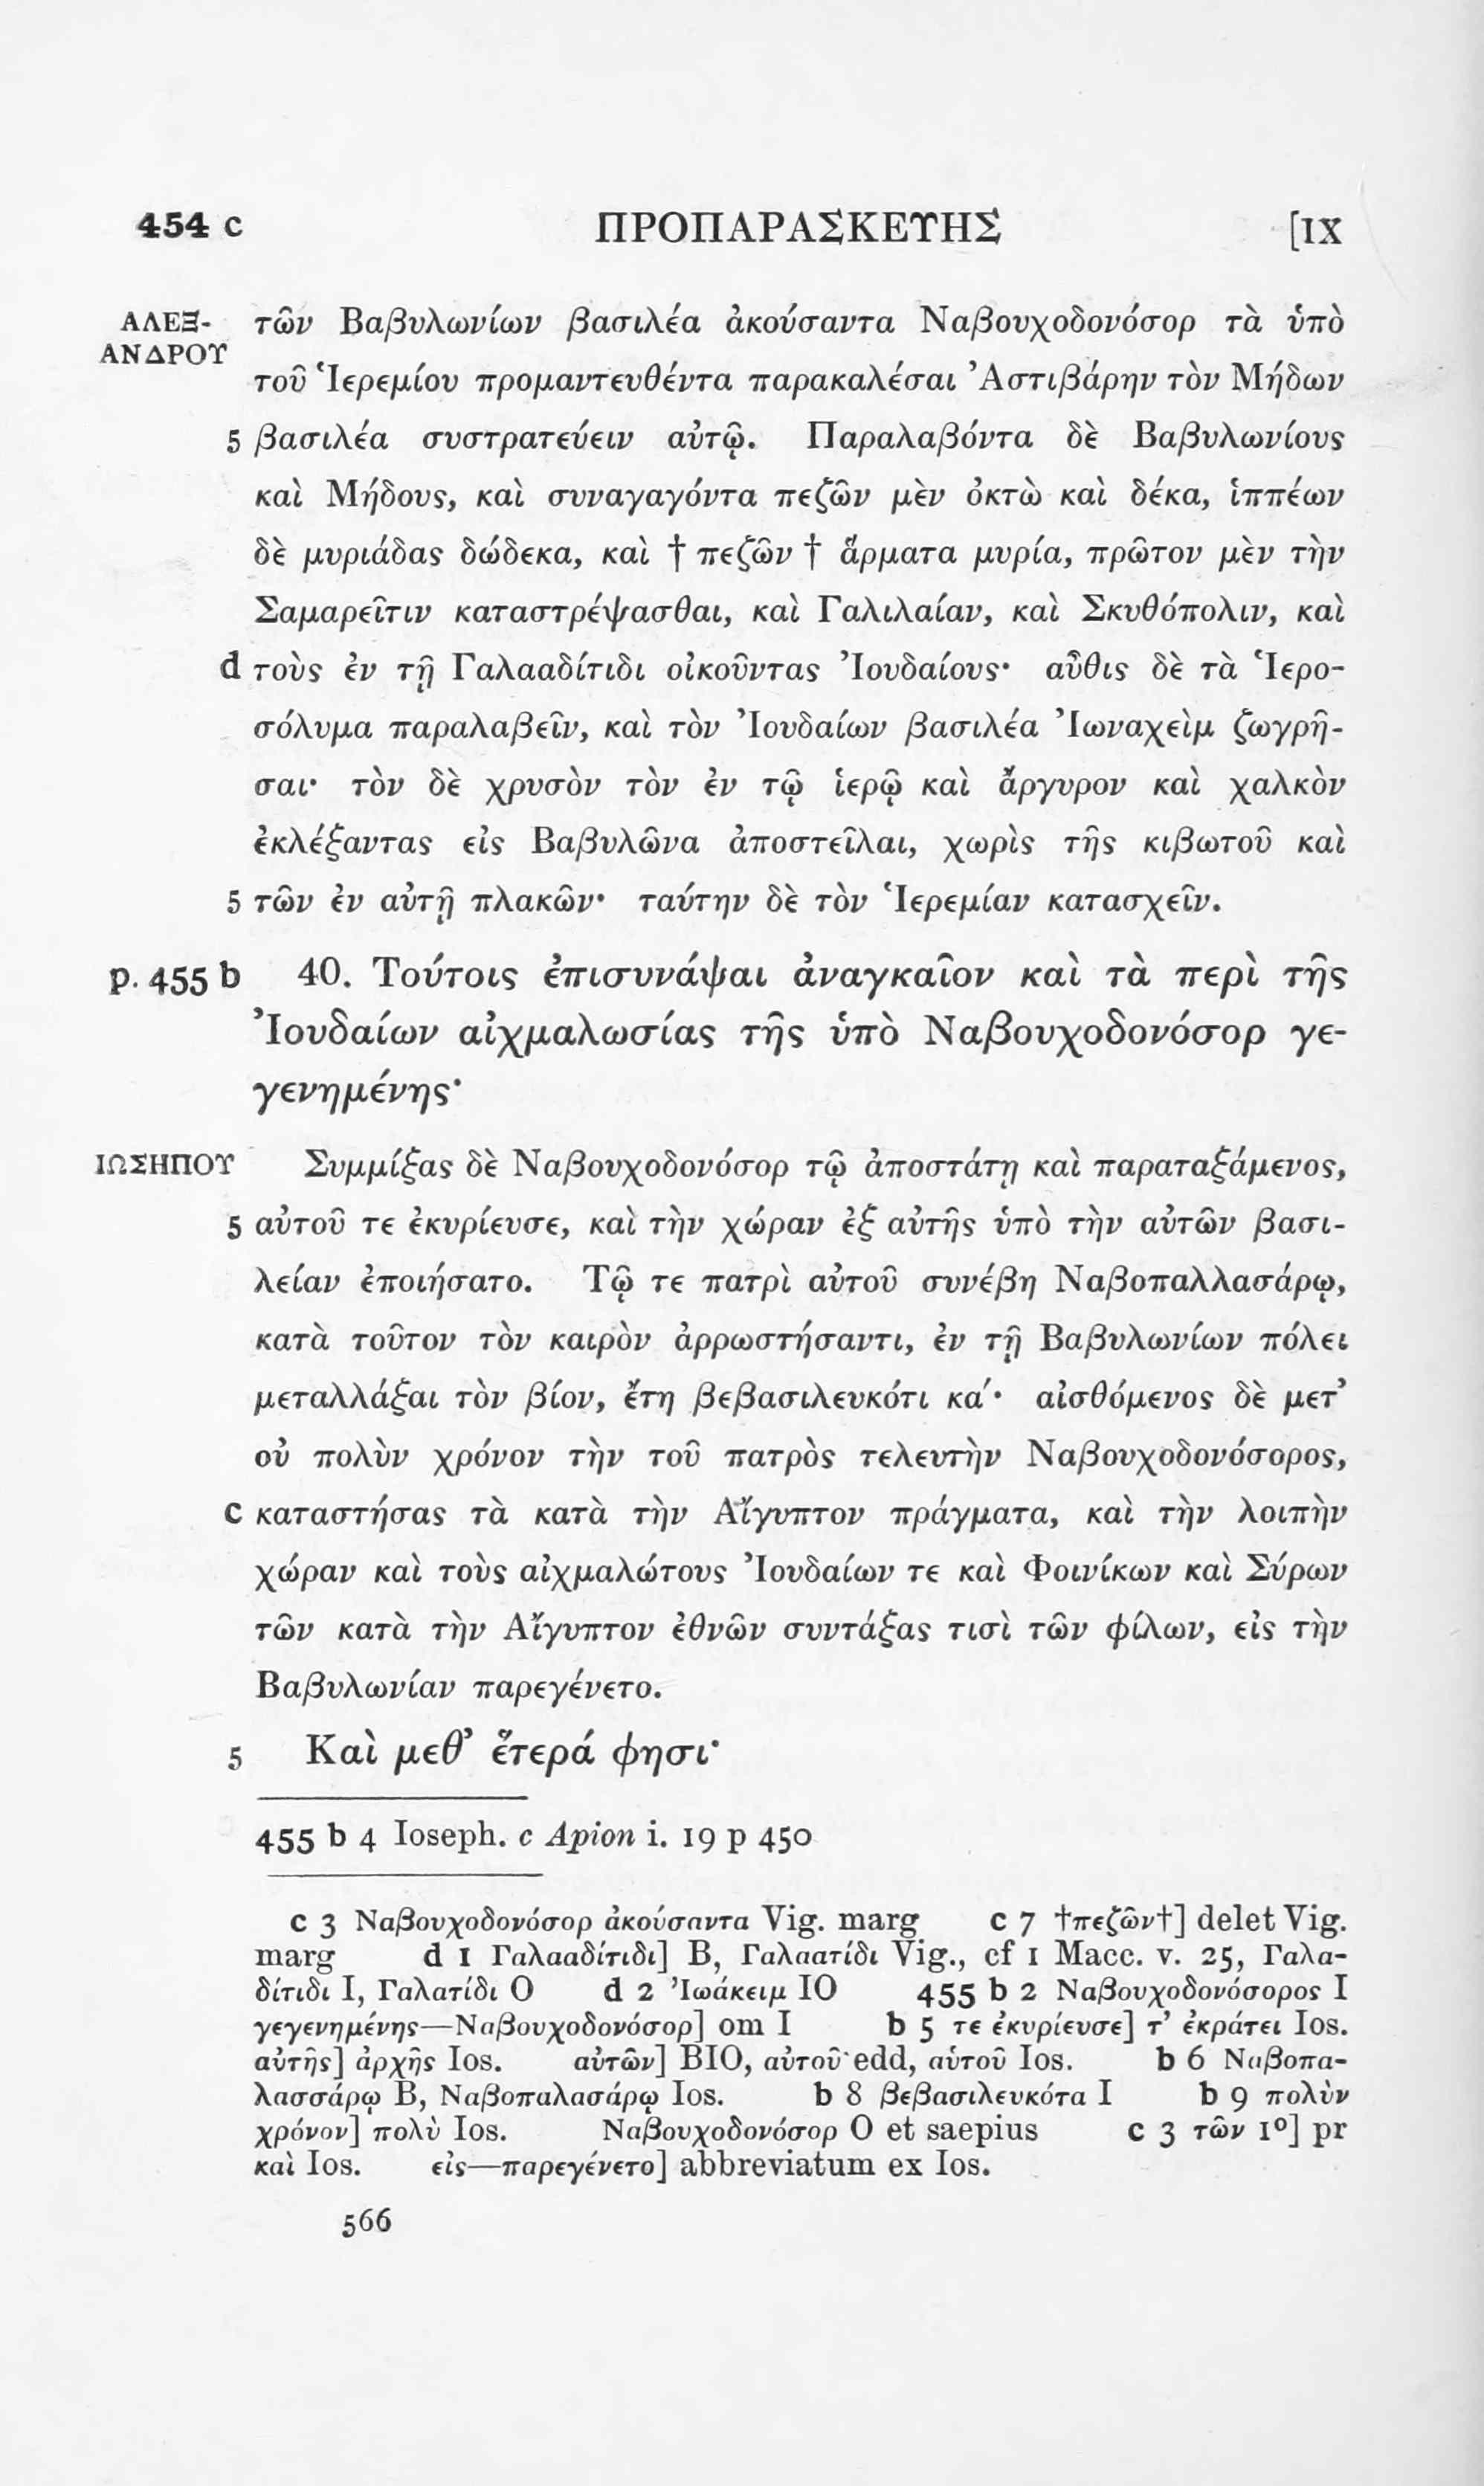 454 c ΠΡΟΠΑΡΑΣΚΕΥΗΣ [IX
ΑΛΕΞ- τῶν Βαβυλωνίων βασιλέα ἀκούσαντα Ναβουχοδονόσορ τὰ ὑπὸ
ΑΝΔΡΟΥ
τοῦ Ἱερεμίου προμαντευθέντα παρακαλέσαι Ἀστιβάρην τὸν Μήδων
5 βασιλέα συστρατεύειν αὐτῷ. Παραλαβόντα δὲ Βαβυλωνίους
καὶ Μήδους, καὶ συναγαγόντα πεζῶν μὲν ὀκτὼ καὶ δέκα, ἱππέων
δὲ μυριάδας δώδεκα, καὶ † πεζῶν † ἅρματα μυρία, πρῶτον μὲν τὴν
Σαμαρεῖτιν καταστρέψασθαι, καὶ Γαλιλαίαν, καὶ Σκυθόπολιν, καὶ
d τοὺς ἐν τῇ Γαλααδίτιδι οἰκοῦντας Ἰουδαίους· αὖθις δὲ τὰ Ἱερο-
σόλυμα παραλαβεῖν, καὶ τὸν Ἰουδαίων βασιλέα Ἰωναχεὶμ ζωγρῆ-
σαι· τὸν δὲ χρυσὸν τὸν ἐν τῷ ἱερῷ καὶ ἄργυρον καὶ χαλκὸν
ἐκλέξαντας εἰς Βαβυλῶνα ἀποστεῖλαι, χωρὶς τῆς κιβωτοῦ καὶ
5 τῶν ἐν αὐτῇ πλακῶν· ταύτην δὲ τὸν Ἱερεμίαν κατασχεῖν.
p. 455 b 40. Τούτοις ἐπισυνάψαι ἀναγκαῖον καὶ τὰ περὶ τῆς
Ἰουδαίων αἰχμαλωσίας τῆς ὑπὸ Ναβουχοδονόσορ γε-
γενημένης·
ΙΩΣΗΠΟΥ Συμμίξας δὲ Ναβουχοδονόσορ τῷ ἀποστάτῃ καὶ παραταξάμενος,
5 αὐτοῦ τε ἐκυρίευσε, καὶ τὴν χώραν ἐξ αὐτῆς ὑπὸ τὴν αὐτῶν βασι-
λείαν ἐποιήσατο. Τῷ τε πατρὶ αὐτοῦ συνέβη Ναβοπαλλασάρῳ,
κατὰ τοῦτον τὸν καιρὸν ἀρρωστήσαντι, ἐν τῇ Βαβυλωνίων πόλει
μεταλλάξαι τὸν βίον, ἔτη βεβασιλευκότι κα′· αἰσθόμενος δὲ μετ’
οὐ πολὺν χρόνον τὴν τοῦ πατρὸς τελευτὴν Ναβουχοδονόσορος,
c καταστήσας τὰ κατὰ τὴν Αἴγυπτον πράγματα, καὶ τὴν λοιπὴν
χώραν καὶ τοὺς αἰχμαλώτους Ἰουδαίων τε καὶ Φοινίκων καὶ Σύρων
τῶν κατὰ τὴν Αἴγυπτον ἐθνῶν συντάξας τισὶ τῶν φίλων, εἰς τὴν
Βαβυλωνίαν παρεγένετο.
5 Καὶ μεθ’ ἕτερά φησι·
455 b 4 Ioseph. c Apion i. 19 p 450
c 3 Ναβουχοδονόσορ ἀκούσαντα Vig. marg c 7 †πεζῶν†] delet Vig.
marg d 1 Γαλααδίτιδι] B, Γαλαατίδι Vig., cf 1 Macc. v. 25, Γαλα-
δίτιδι I, Γαλατίδι O d 2 Ἰωάκειμ IO 455 b 2 Ναβουχοδονόσορος I
γεγενημένης—Ναβουχοδονόσορ] om I b 5 τε ἐκυρίευσε] τ’ ἐκράτει Ios.
αὐτῆς] ἀρχῆς Ios. αὐτῶν] BIO, αὐτοῦ edd, αὑτοῦ Ios. b 6 Ναβοπα-
λασσάρῳ B, Ναβοπαλασάρῳ Ios. b 8 βεβασιλευκότα I b 9 πολὺν
χρόνον] πολὺ Ios. Ναβουχοδονόσορ O et saepius c 3 τῶν 1º] pr
καὶ Ios. εἰς—παρεγένετο] abbreviatum ex Ios.
566